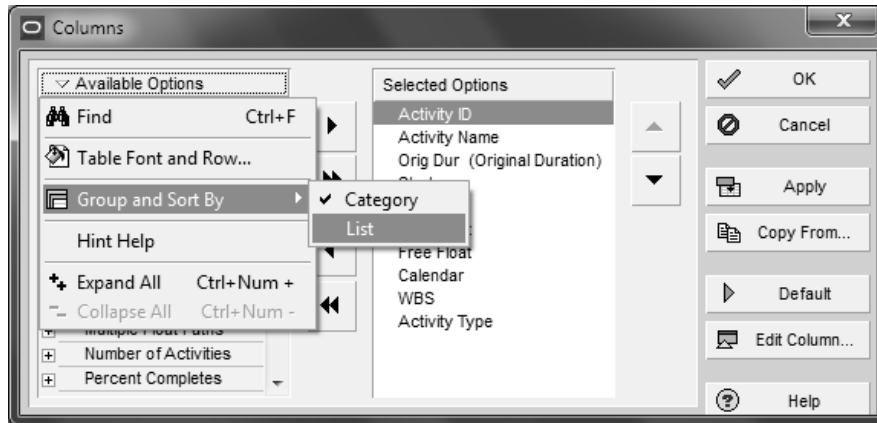 Columns
Available Options
Find Ctrl+F
Table Font and Row...
Group and Sort By
Hint Help
Expand All Ctrl+Num +
Collapse All Ctrl+Num -
Number of Activities
Percent Completes
Category
List
Selected Options
Activity ID
Activity Name
Orig Dur (Original Duration)
Free Float
Calendar
WBS
Activity Type
OK
Cancel
Apply
Copy From...
Default
Edit Column...
Help